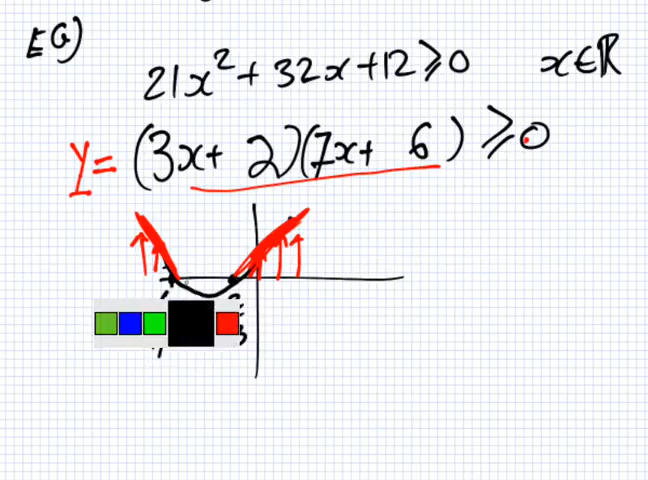 EG)
21x² + 32x + 12 ⩾ 0 x ∈ ℝ
Y = (3x + 2)(7x + 6) ⩾ 0